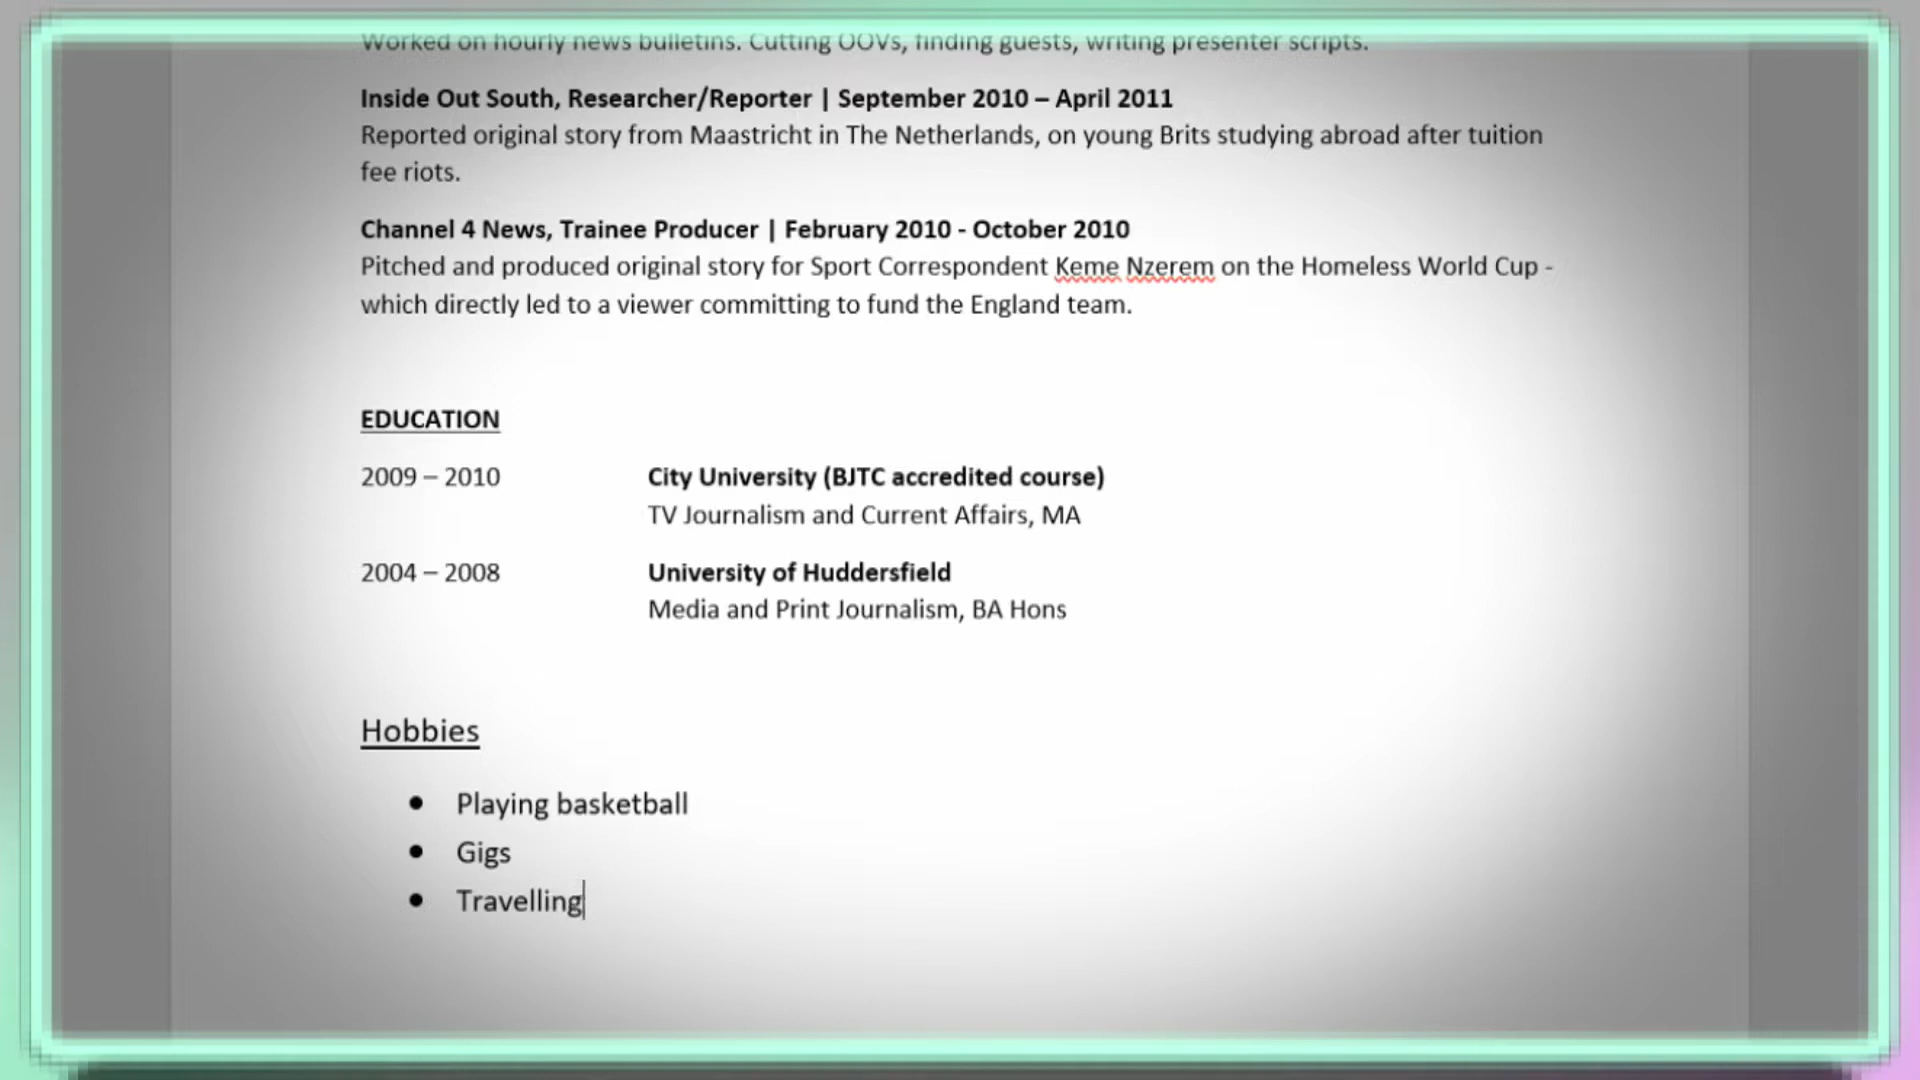 Worked on hourly news bulletins. Cutting OOVs, finding guests, writing presenter scripts.
Inside Out South, Researcher/Reporter | September 2010 – April 2011
Reported original story from Maastricht in The Netherlands, on young Brits studying abroad after tuition
fee riots.
Channel 4 News, Trainee Producer | February 2010 - October 2010
Pitched and produced original story for Sport Correspondent Keme Nzerem on the Homeless World Cup -
which directly led to a viewer committing to fund the England team.
EDUCATION
2009 – 2010 City University (BJTC accredited course)
TV Journalism and Current Affairs, MA
2004 – 2008 University of Huddersfield
Media and Print Journalism, BA Hons
Hobbies
• Playing basketball
• Gigs
• Travelling